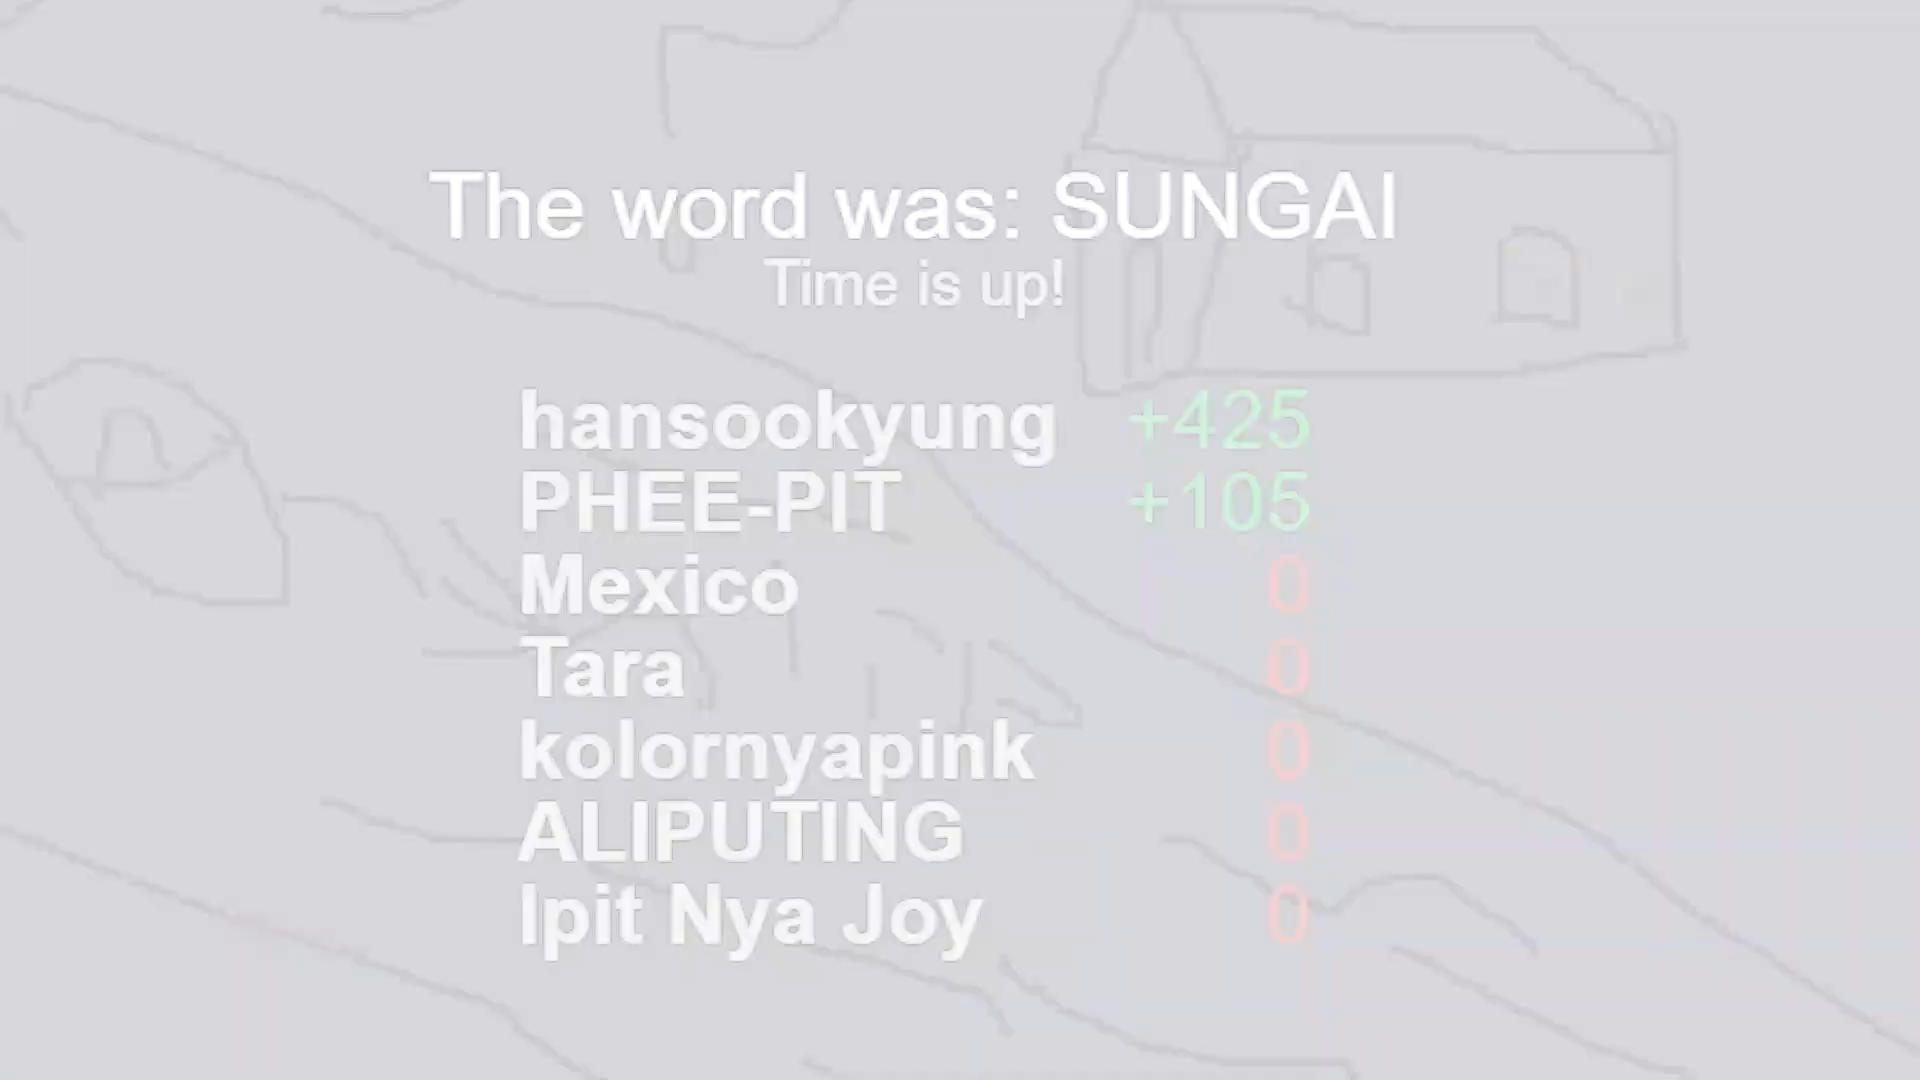 The word was: SUNGAI
Time is up!
hansookyung +425
PHEE-PIT +105
Mexico 0
Tara 0
kolornyapink 0
ALIPUTING 0
Ipit Nya Joy 0